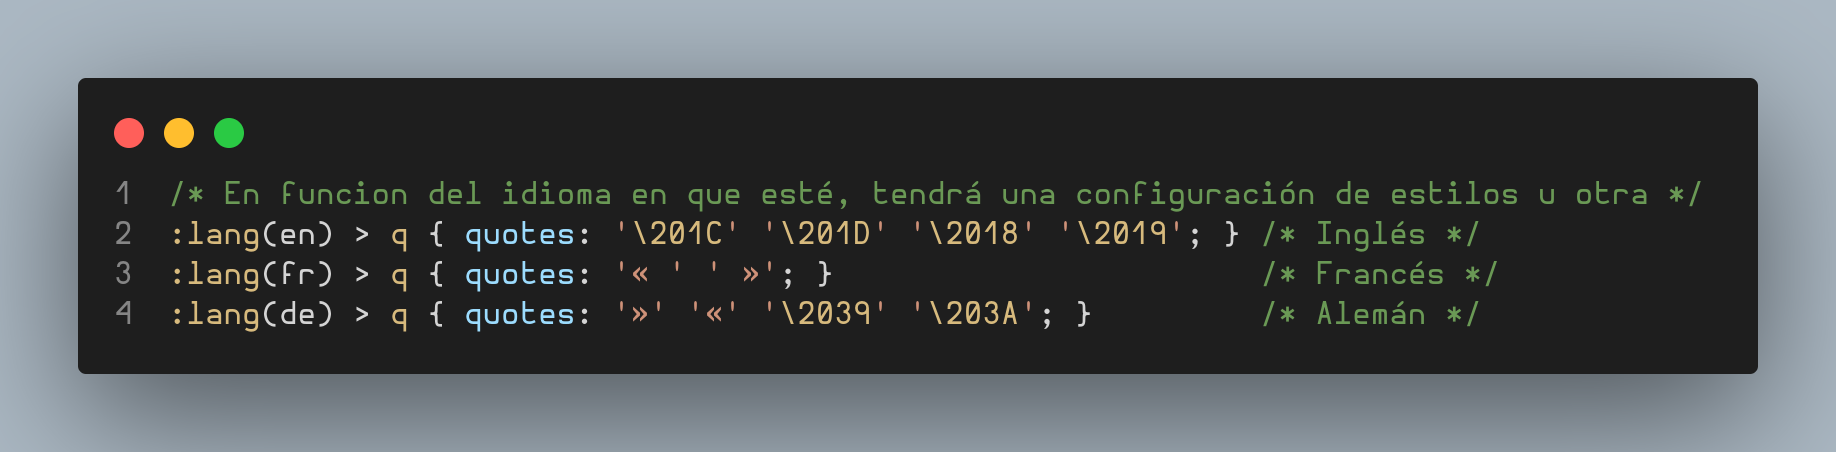 1 /* En funcion del idioma en que esté, tendrá una configuración de estilos u otra */
2 :lang(en) > q { quotes: '\201C' '\201D' '\2018' '\2019'; } /* Inglés */
3 :lang(fr) > q { quotes: '« ' ' »'; } /* Francés */
4 :lang(de) > q { quotes: '»' '«' '\2039' '\203A'; } /* Alemán */